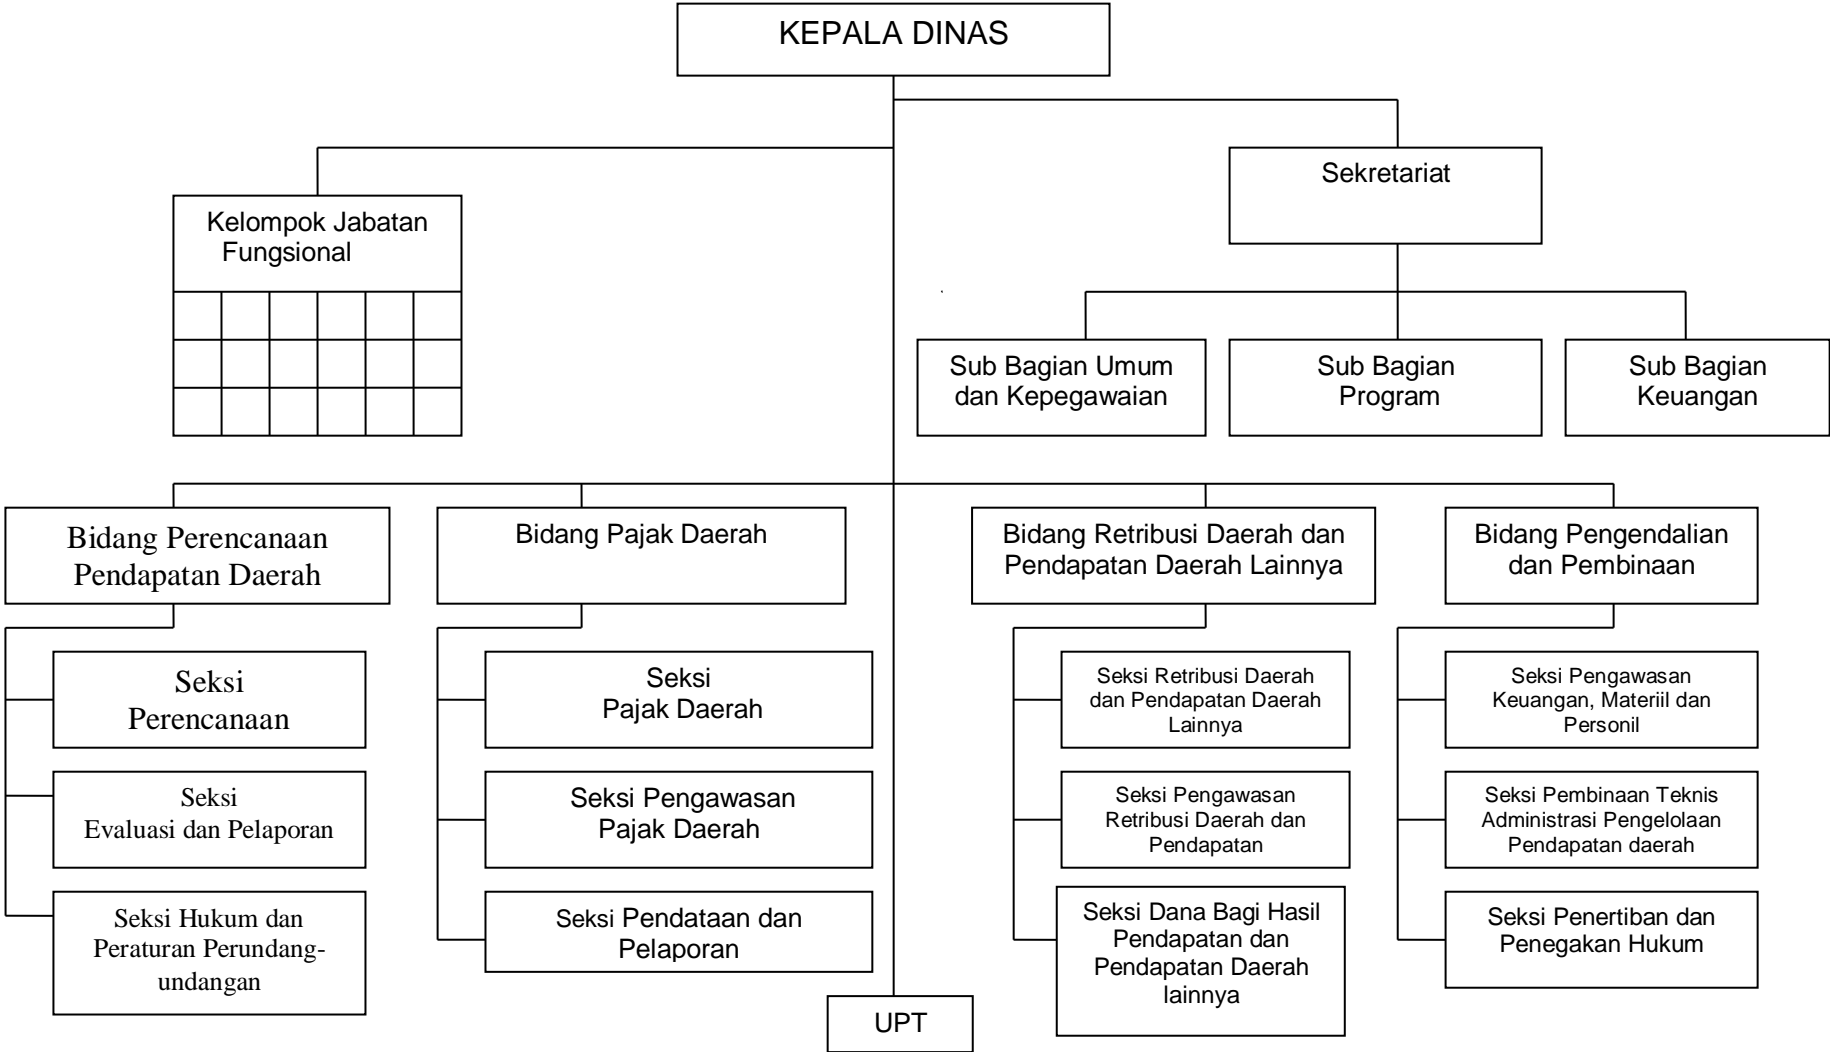 KEPALA DINAS
Sekretariat
Kelompok Jabatan
Fungsional
Sub Bagian Umum
dan Kepegawaian
Sub Bagian
Program
Sub Bagian
Keuangan
Bidang Perencanaan
Pendapatan Daerah
Bidang Pajak Daerah
Bidang Retribusi Daerah dan
Pendapatan Daerah Lainnya
Bidang Pengendalian
dan Pembinaan
Seksi
Perencanaan
Seksi
Pajak Daerah
Seksi Retribusi Daerah
dan Pendapatan Daerah
Lainnya
Seksi Pengawasan
Keuangan, Materiil dan
Personil
Seksi
Evaluasi dan Pelaporan
Seksi Pengawasan
Pajak Daerah
Seksi Pengawasan
Retribusi Daerah dan
Pendapatan
Seksi Pembinaan Teknis
Administrasi Pengelolaan
Pendapatan daerah
Seksi Hukum dan
Peraturan Perundang-
undangan
Seksi Pendataan dan
Pelaporan
Seksi Dana Bagi Hasil
Pendapatan dan
Pendapatan Daerah
lainnya
Seksi Penertiban dan
Penegakan Hukum
UPT